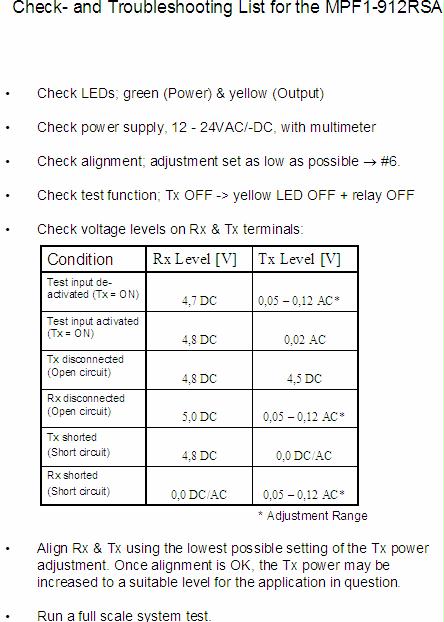 Check- and Troubleshooting List for the MPF1-912RSA
• Check LEDs; green (Power) & yellow (Output)
• Check power supply, 12 - 24VAC/-DC, with multimeter
• Check alignment; adjustment set as low as possible → #6.
• Check test function; Tx OFF -> yellow LED OFF + relay OFF
• Check voltage levels on Rx & Tx terminals:
Condition Rx Level [V] Tx Level [V]
Test input de-
activated (Tx = ON) 4,7 DC 0,05 – 0,12 AC*
Test input activated
(Tx = ON) 4,8 DC 0,02 AC
Tx disconnected
(Open circuit) 4,8 DC 4,5 DC
Rx disconnected
(Open circuit) 5,0 DC 0,05 – 0,12 AC*
Tx shorted
(Short circuit) 4,8 DC 0,0 DC/AC
Rx shorted
(Short circuit) 0,0 DC/AC 0,05 – 0,12 AC*
* Adjustment Range
• Align Rx & Tx using the lowest possible setting of the Tx power
adjustment. Once alignment is OK, the Tx power may be
increased to a suitable level for the application in question.
• Run a full scale system test.